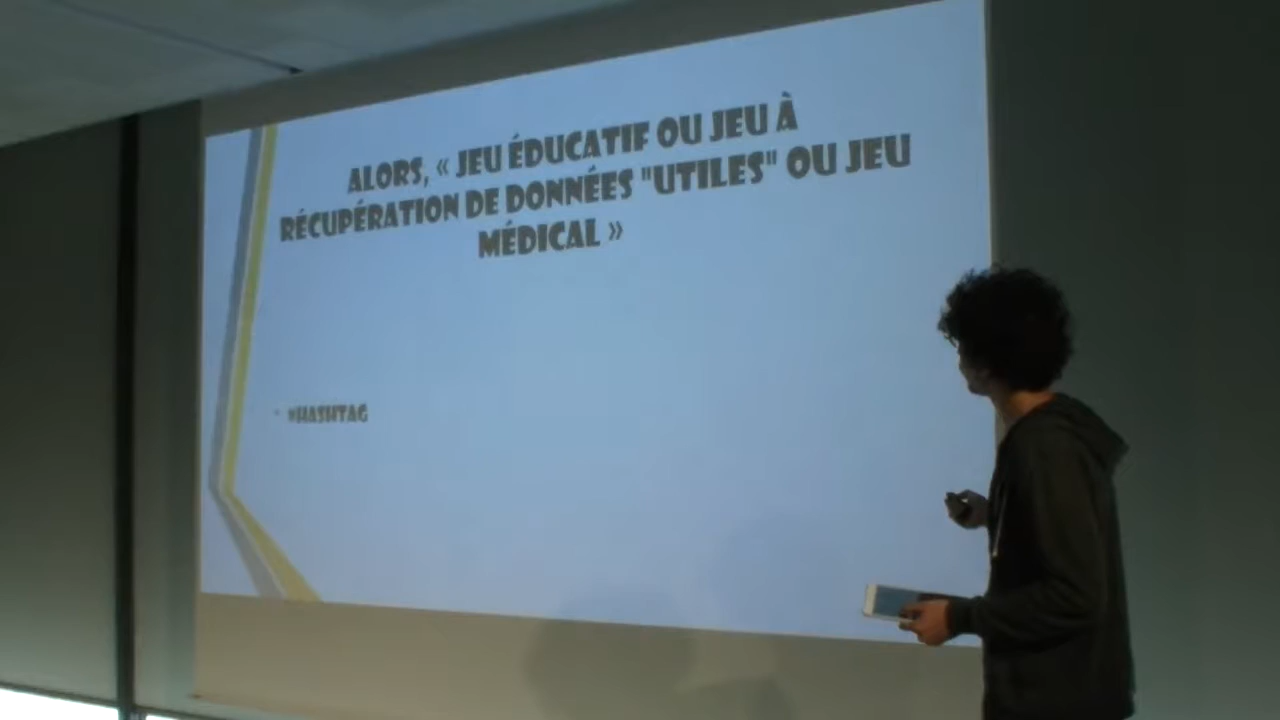 ALORS, « JEU ÉDUCATIF OU JEU À
RÉCUPÉRATION DE DONNÉES "UTILES" OU JEU
MÉDICAL »
- #HASHTAG